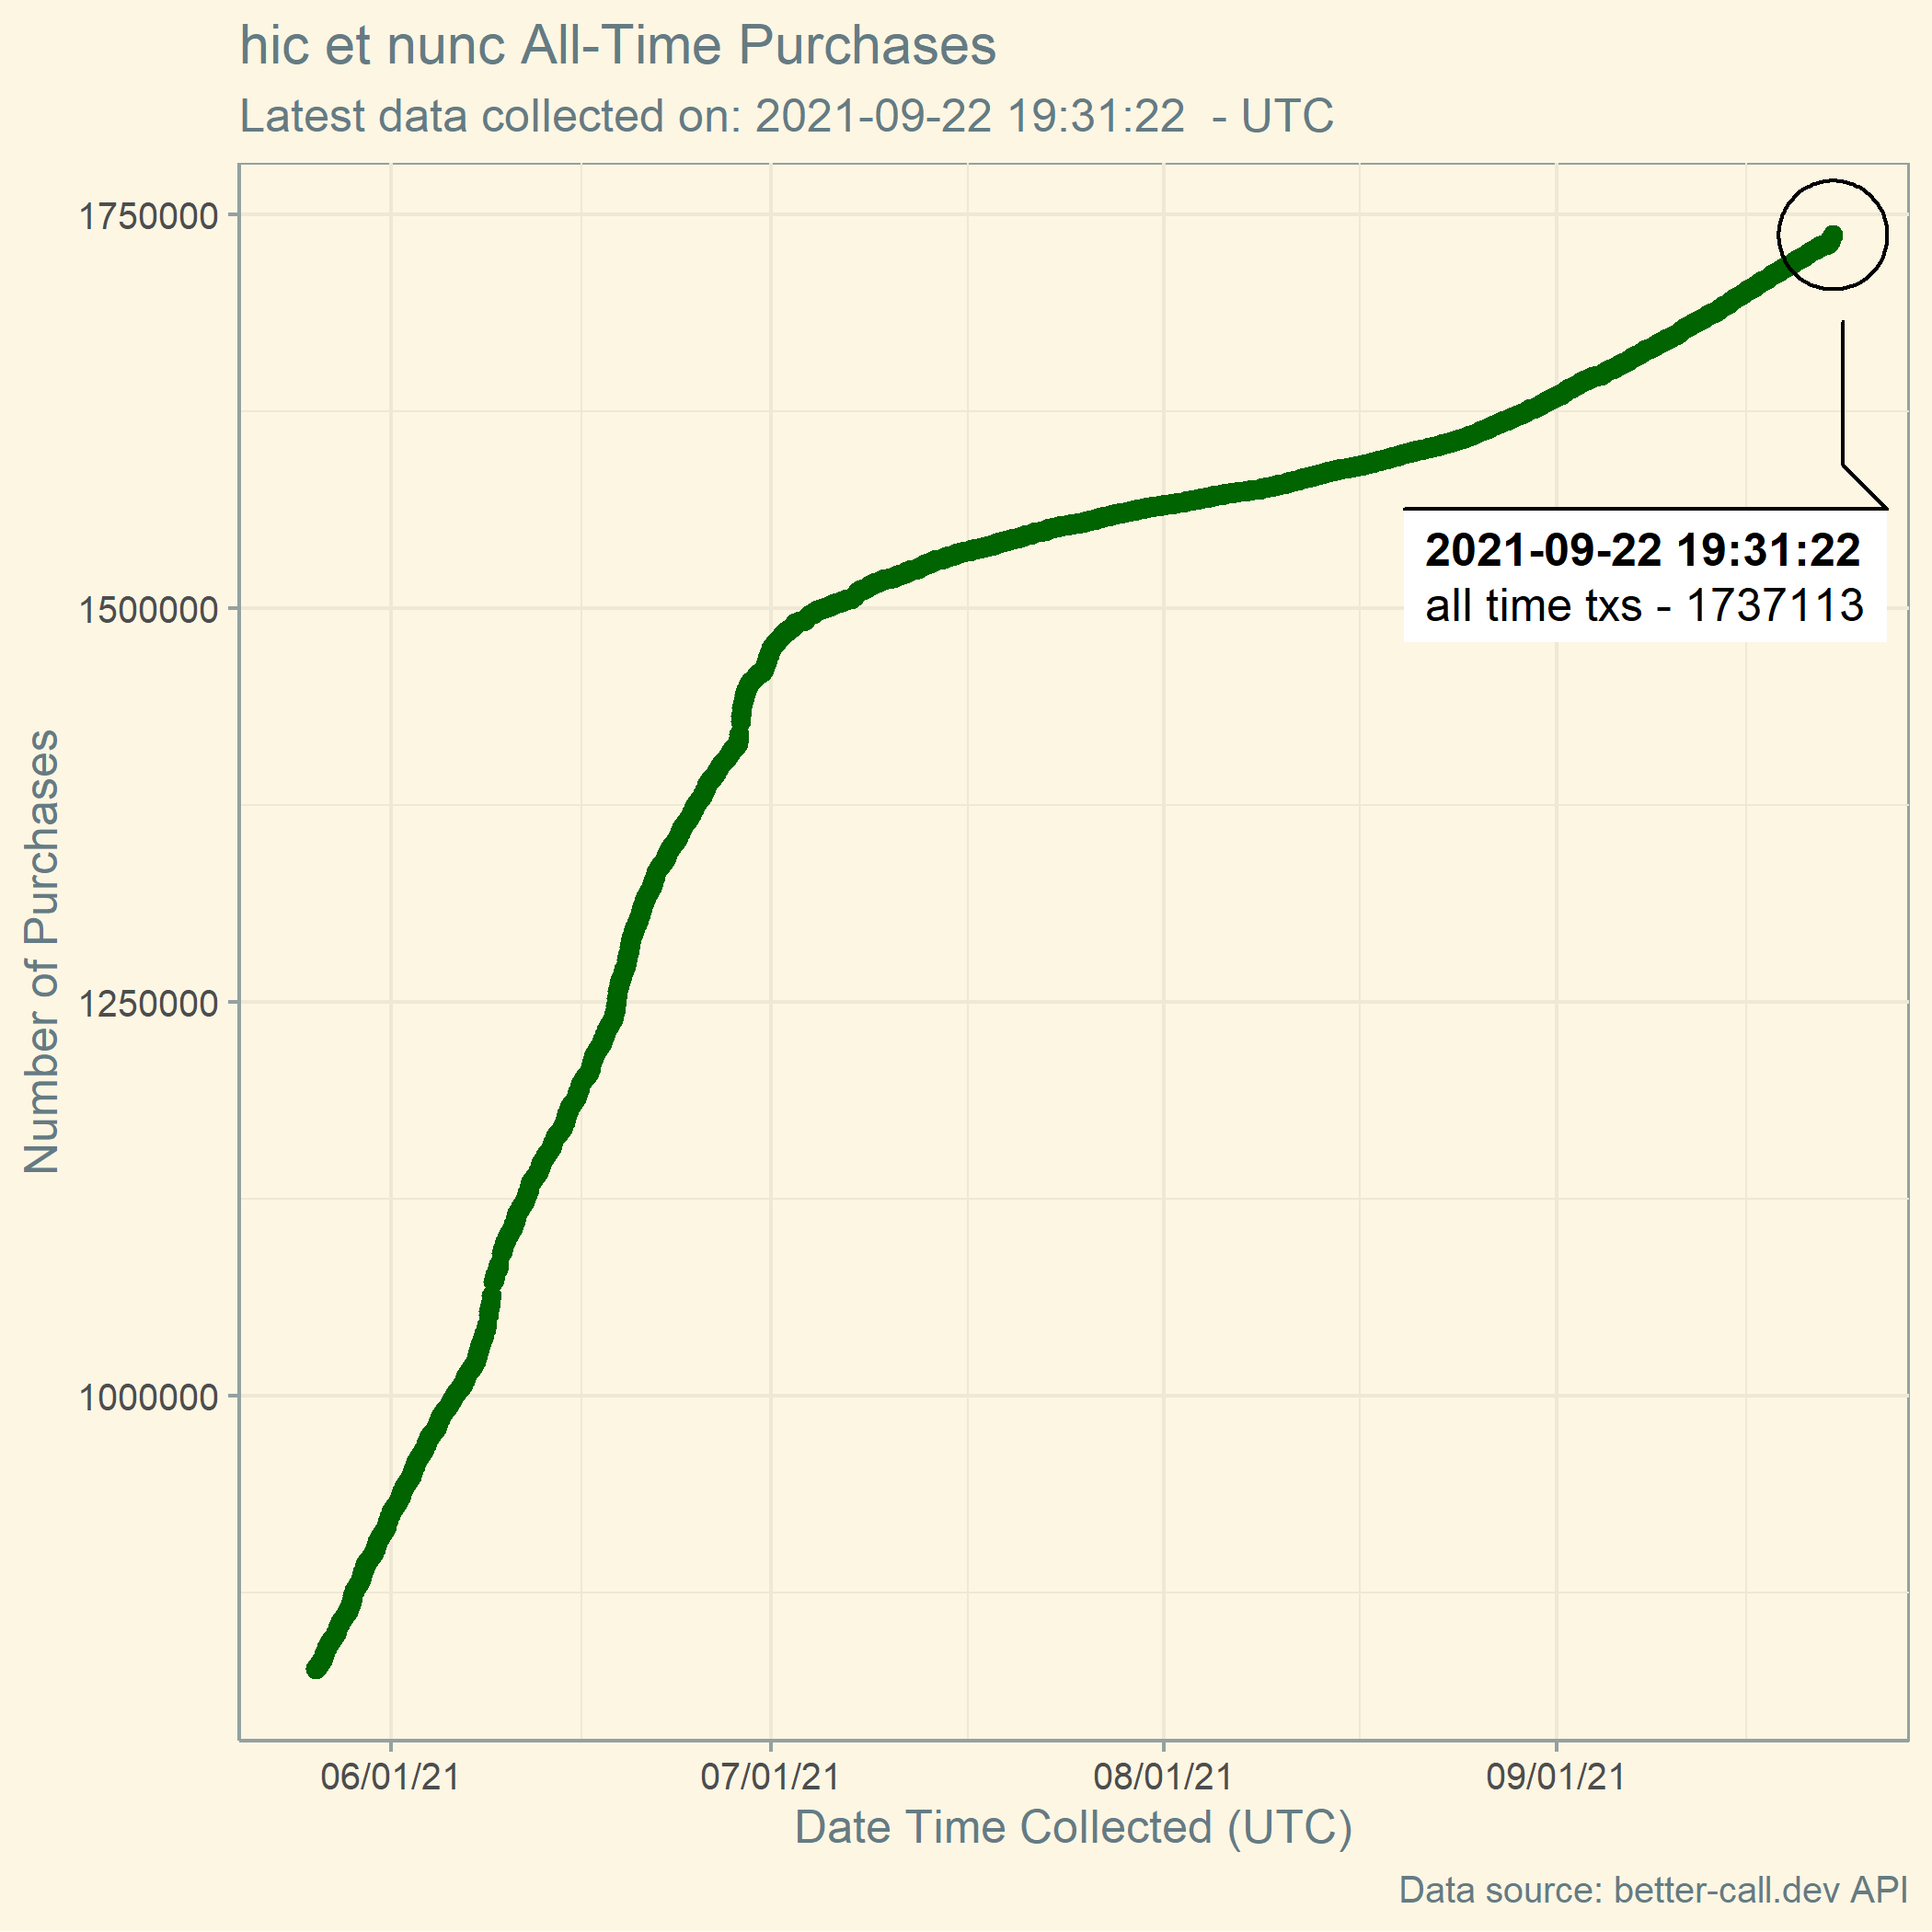 hic et nunc All-Time Purchases
Latest data collected on: 2021-09-22 19:31:22  - UTC
1750000
1500000
1250000
1000000
Number of Purchases
2021-09-22 19:31:22
all time txs - 1737113
06/01/21 07/01/21 08/01/21 09/01/21
Date Time Collected (UTC)
Data source: better-call.dev API